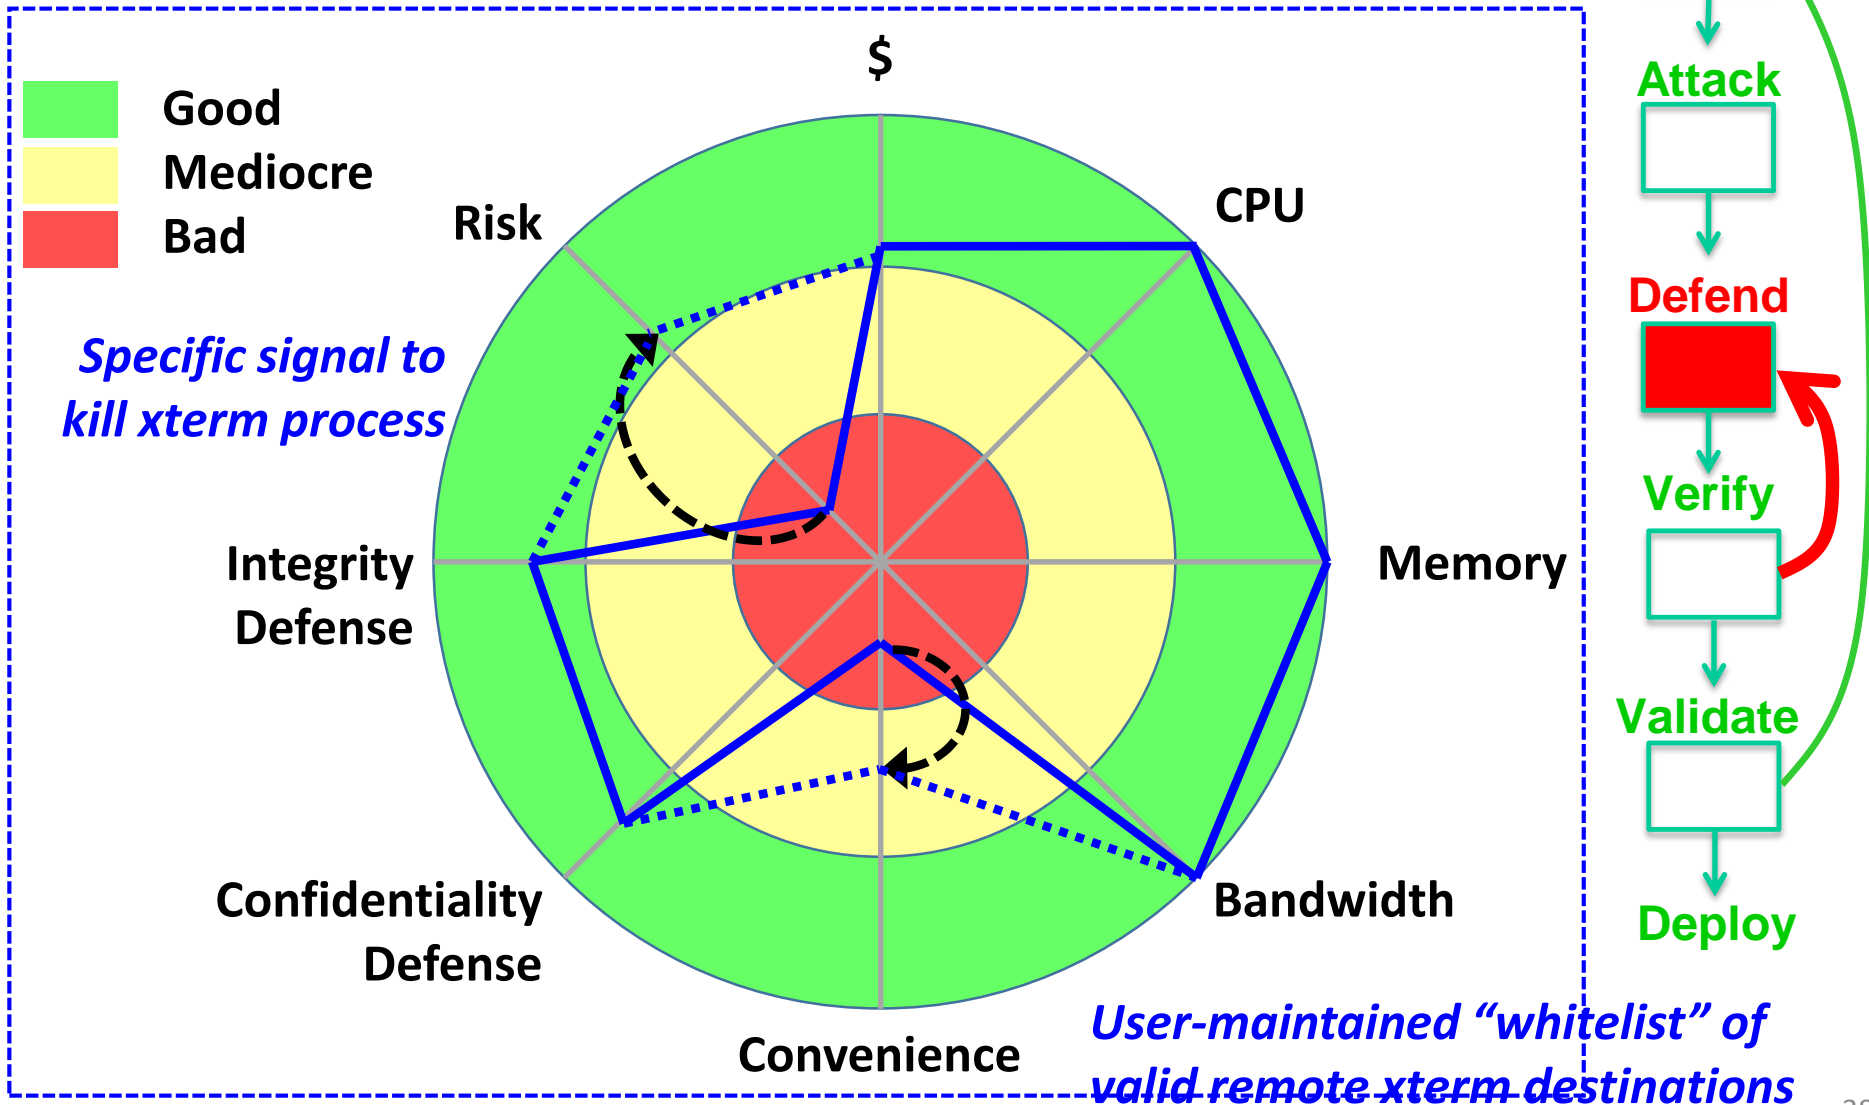 $
Good
Mediocre
Bad
Risk
CPU
Specific signal to
kill xterm process
Integrity
Defense
Memory
Confidentiality
Defense
Bandwidth
Convenience
User-maintained “whitelist” of
valid remote xterm destinations
Attack
Defend
Verify
Validate
Deploy